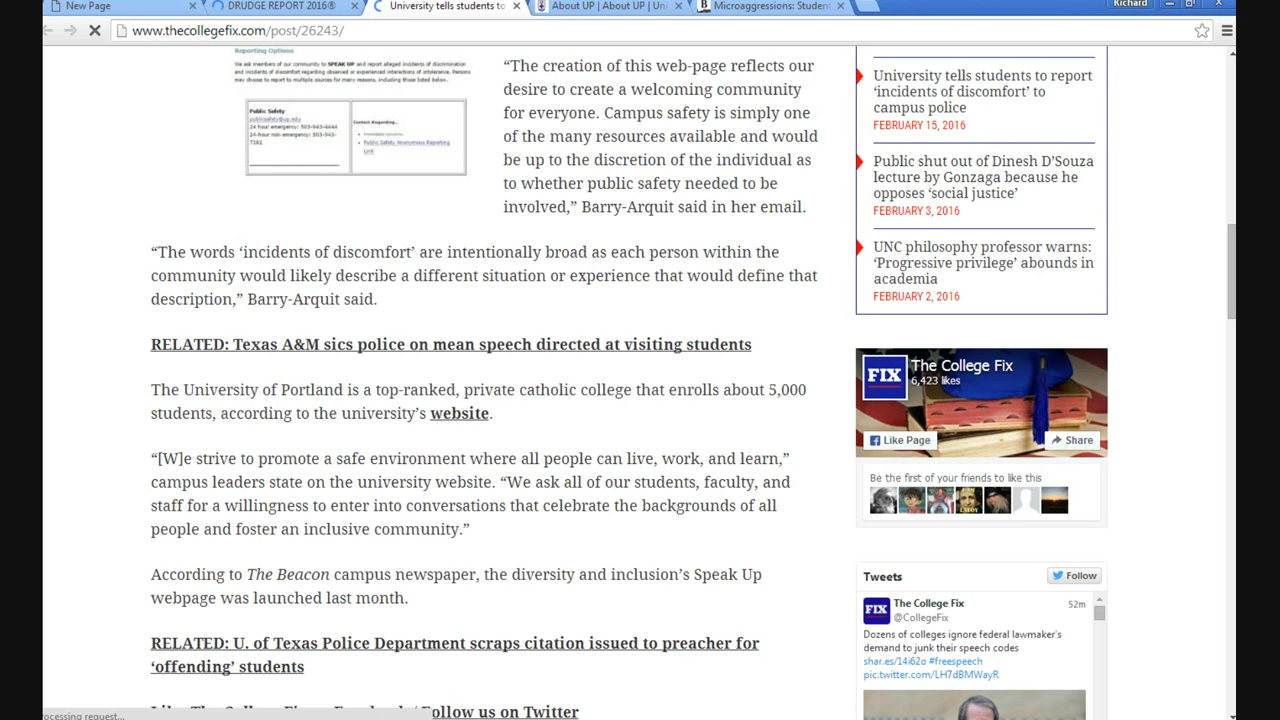 New Page
DRUDGE REPORT 2016®
University tells students to
About UP | About UP | Uni
Microaggressions: Student
Richard
www.thecollegefix.com/post/26243/
Reporting Options
We ask members of our community to SPEAK UP and report alleged incidents of discrimination
and incidents of discomfort regarding observed or experienced intolerance. Persons
may choose to report to multiple sources for many reasons, including those listed below.
Public Safety
publicsafety@up.edu
24 hour emergency: 503-943-4444
24-hour non-emergency: 503-943-
7161
Content Regarding...
Immediate concerns.
Public Safety Anonymous Reporting
Link
“The creation of this webpage reflects our
desire to create a welcoming community
for everyone. Campus safety is simply one
of the many resources available and would
be up to the discretion of the individual as
to whether public safety needed to be
involved,” Barry-Arquit said in her email.
“The words ‘incidents of discomfort’ are intentionally broad as each person within the
community would likely describe a different situation or experience that would define that
description,” Barry-Arquit said.
RELATED: Texas A&M sics police on mean speech directed at visiting students
The University of Portland is a top-ranked, private catholic college that enrolls about 5,000
students, according to the university’s website.
“[W]e strive to promote a safe environment where all people can live, work, and learn,”
campus leaders state on the university website. “We ask all of our students, faculty, and
staff for a willingness to enter into conversations that celebrate the backgrounds of all
people and foster an inclusive community.”
According to The Beacon campus newspaper, the diversity and inclusion’s Speak Up
webpage was launched last month.
RELATED: U. of Texas Police Department scraps citation issued to preacher for
‘offending’ students
Like The College Fix on Facebook / Follow us on Twitter
University tells students to report
‘incidents of discomfort’ to
campus police
FEBRUARY 15, 2016
Public shut out of Dinesh D’Souza
lecture by Gonzaga because he
opposes ‘social justice’
FEBRUARY 3, 2016
UNC philosophy professor warns:
‘Progressive privilege’ abounds in
academia
FEBRUARY 2, 2016
FIX
The College Fix
6,423 likes
Like Page
Share
Be the first of your friends to like this
Tweets
Follow
FIX
The College Fix
52m
@CollegeFix
Dozens of colleges ignore federal lawmaker’s
demand to junk their speech codes
shar.es/14i62o #freespeech
pic.twitter.com/LH7dBMWayR
ocessing request...